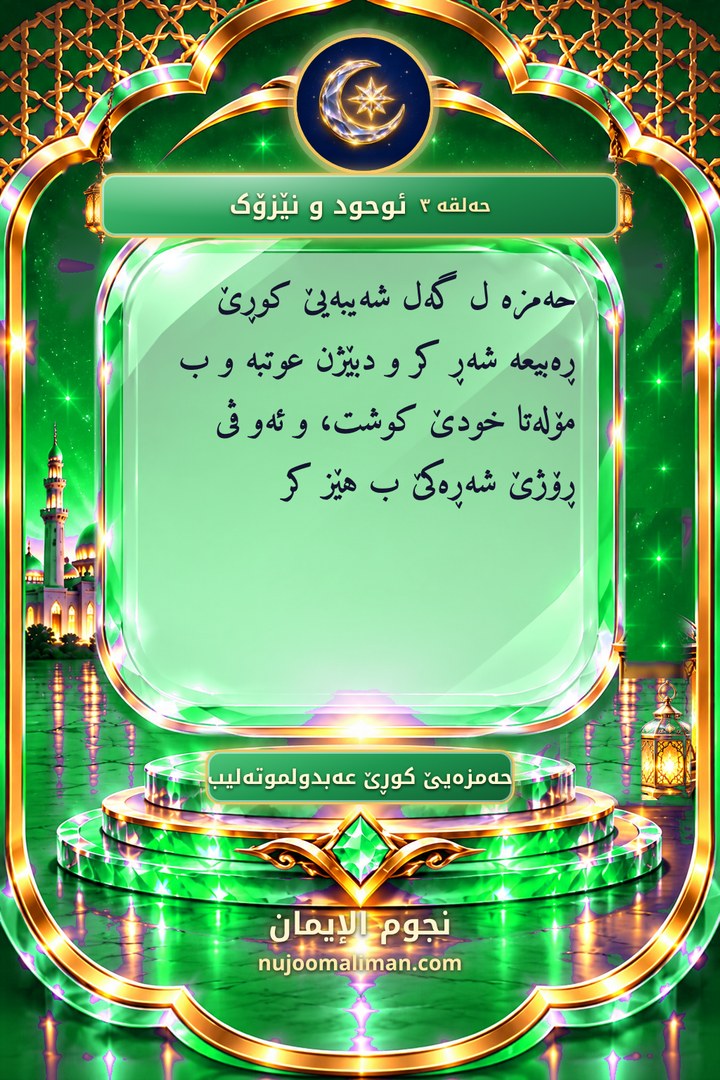 حەلقە ٣ ئوحود و نێزۆک
حەمزە ل گەل شەیبەیێ کوڕێ
ڕەبیعە شەڕ کر و دبێژن عوتبە و ب
مۆلەتا خودێ کوشت، و ئەو ڤی
ڕۆژێ شەڕەکێ ب هێز کر
حەمزەیێ کوڕێ عەبدولموتەلیب
نجوم الإيمان
nujoomaliman.com